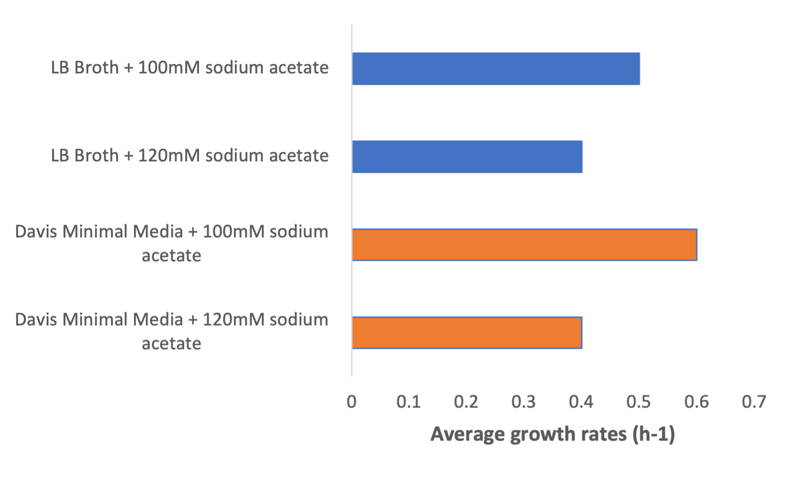 LB Broth + 100mM sodium acetate
LB Broth + 120mM sodium acetate
Davis Minimal Media + 100mM sodium
acetate
Davis Minimal Media + 120mM sodium
acetate
0 0.1 0.2 0.3 0.4 0.5 0.6 0.7
Average growth rates (h-1)